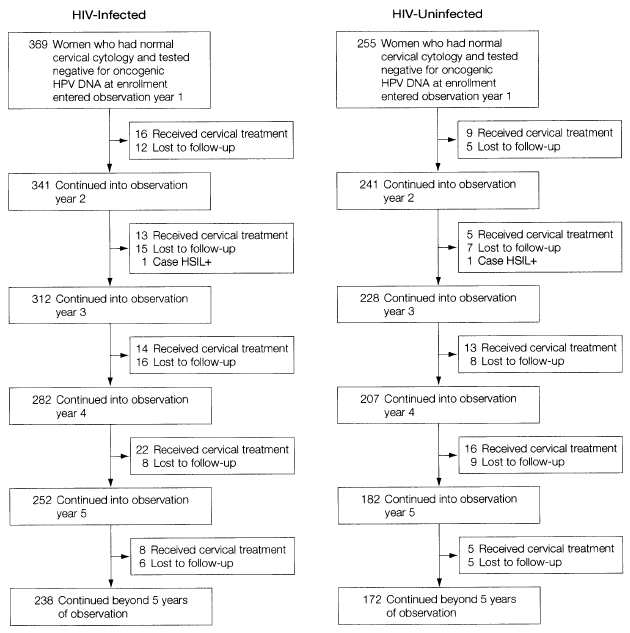 HIV-Infected
369 Women who had normal
cervical cytology and tested
negative for oncogenic
HPV DNA at enrollment
entered observation year 1
16 Received cervical treatment
12 Lost to follow-up
341 Continued into observation
year 2
13 Received cervical treatment
15 Lost to follow-up
1 Case HSIL+
312 Continued into observation
year 3
14 Received cervical treatment
16 Lost to follow-up
282 Continued into observation
year 4
22 Received cervical treatment
8 Lost to follow-up
252 Continued into observation
year 5
8 Received cervical treatment
6 Lost to follow-up
238 Continued beyond 5 years
of observation
HIV-Uninfected
255 Women who had normal
cervical cytology and tested
negative for oncogenic
HPV DNA at enrollment
entered observation year 1
9 Received cervical treatment
5 Lost to follow-up
241 Continued into observation
year 2
5 Received cervical treatment
7 Lost to follow-up
1 Case HSIL+
228 Continued into observation
year 3
13 Received cervical treatment
8 Lost to follow-up
207 Continued into observation
year 4
16 Received cervical treatment
9 Lost to follow-up
182 Continued into observation
year 5
5 Received cervical treatment
5 Lost to follow-up
172 Continued beyond 5 years
of observation